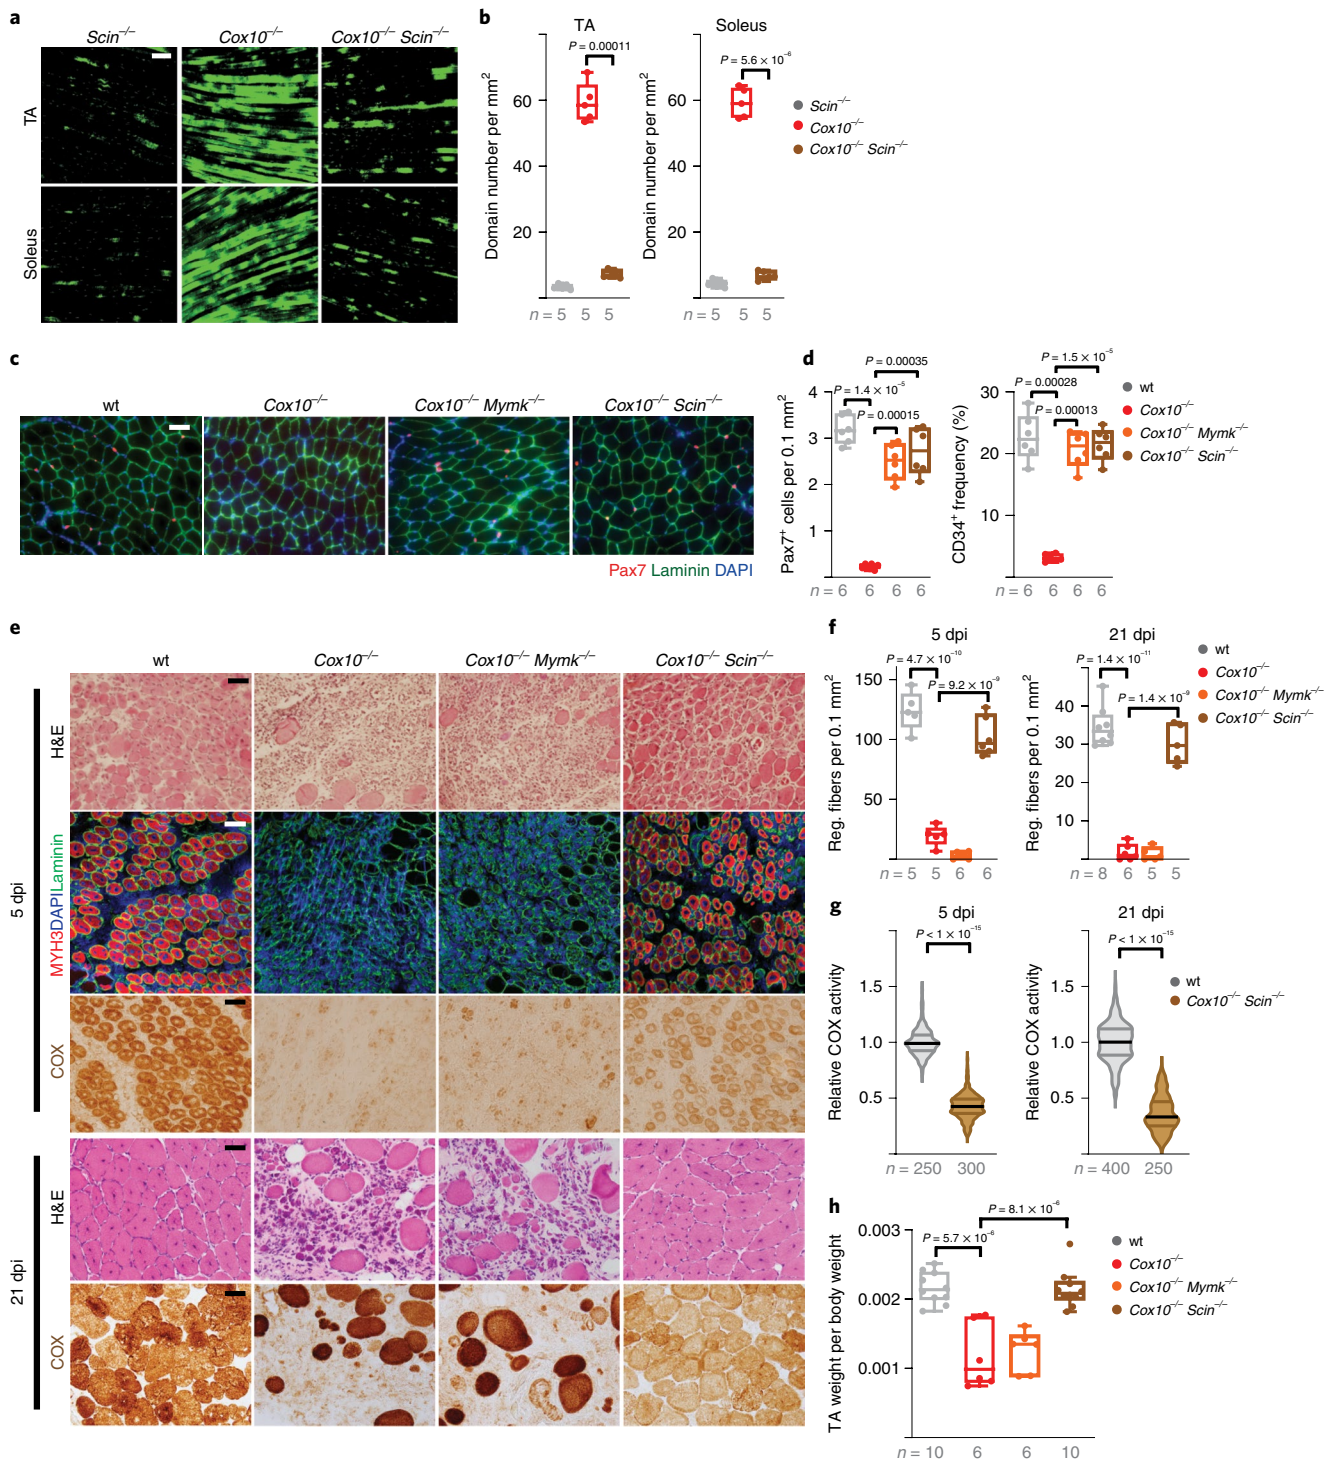 a
Scin⁻/⁻
Cox10⁻/⁻
Cox10⁻/⁻ Scin⁻/⁻
TA
Soleus
b
TA
Soleus
P = 0.00011
P = 5.6 × 10⁻⁶
Domain number per mm²
60
40
20
Domain number per mm²
60
40
20
n = 5 5 5
n = 5 5 5
Scin⁻/⁻
Cox10⁻/⁻
Cox10⁻/⁻ Scin⁻/⁻
c
wt
Cox10⁻/⁻
Cox10⁻/⁻ Mymk⁻/⁻
Cox10⁻/⁻ Scin⁻/⁻
Pax7 Laminin DAPI
d
P = 0.00035
P = 1.4 × 10⁻⁵
P = 0.00015
Pax7⁺ cells per 0.1 mm²
4
3
2
1
n = 6 6 6 6
P = 1.5 × 10⁻⁵
P = 0.00028
P = 0.00013
CD34⁺ frequency (%)
30
20
10
n = 6 6 6 6
wt
Cox10⁻/⁻
Cox10⁻/⁻ Mymk⁻/⁻
Cox10⁻/⁻ Scin⁻/⁻
e
wt
Cox10⁻/⁻
Cox10⁻/⁻ Mymk⁻/⁻
Cox10⁻/⁻ Scin⁻/⁻
5 dpi
H&E
MYH3DAPILaminin
COX
21 dpi
H&E
COX
f
5 dpi
21 dpi
P = 4.7 × 10⁻¹⁰
P = 9.2 × 10⁻⁹
Reg. fibers per 0.1 mm²
150
100
50
n = 5 5 6 6
P = 1.4 × 10⁻¹¹
P = 1.4 × 10⁻⁹
Reg. fibers per 0.1 mm²
40
30
20
10
n = 8 6 5 5
wt
Cox10⁻/⁻
Cox10⁻/⁻ Mymk⁻/⁻
Cox10⁻/⁻ Scin⁻/⁻
g
5 dpi
21 dpi
P < 1 × 10⁻¹⁵
P < 1 × 10⁻¹⁵
Relative COX activity
1.5
1.0
0.5
n = 250 300
Relative COX activity
1.5
1.0
0.5
n = 400 250
wt
Cox10⁻/⁻ Scin⁻/⁻
h
P = 8.1 × 10⁻⁶
P = 5.7 × 10⁻⁶
TA weight per body weight
0.003
0.002
0.001
n = 10 6 6 10
wt
Cox10⁻/⁻
Cox10⁻/⁻ Mymk⁻/⁻
Cox10⁻/⁻ Scin⁻/⁻